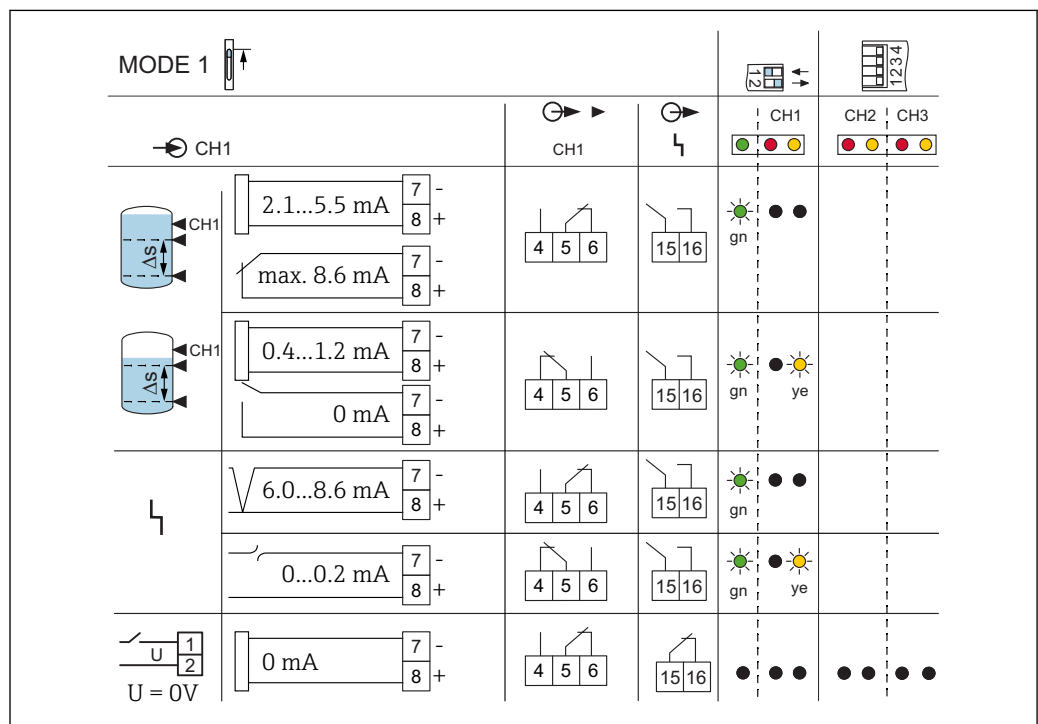 MODE 1
1 2
1234
CH1
CH1
CH1
CH2
CH3
CH1
Δs
2.1...5.5 mA
7 -
8 +
max. 8.6 mA
7 -
8 +
4 5 6
15 16
gn
CH1
Δs
0.4...1.2 mA
7 -
8 +
0 mA
7 -
8 +
4 5 6
15 16
gn
ye
6.0...8.6 mA
7 -
8 +
4 5 6
15 16
gn
0...0.2 mA
7 -
8 +
4 5 6
15 16
gn
ye
U
1
2
U = 0V
0 mA
7 -
8 +
4 5 6
15 16